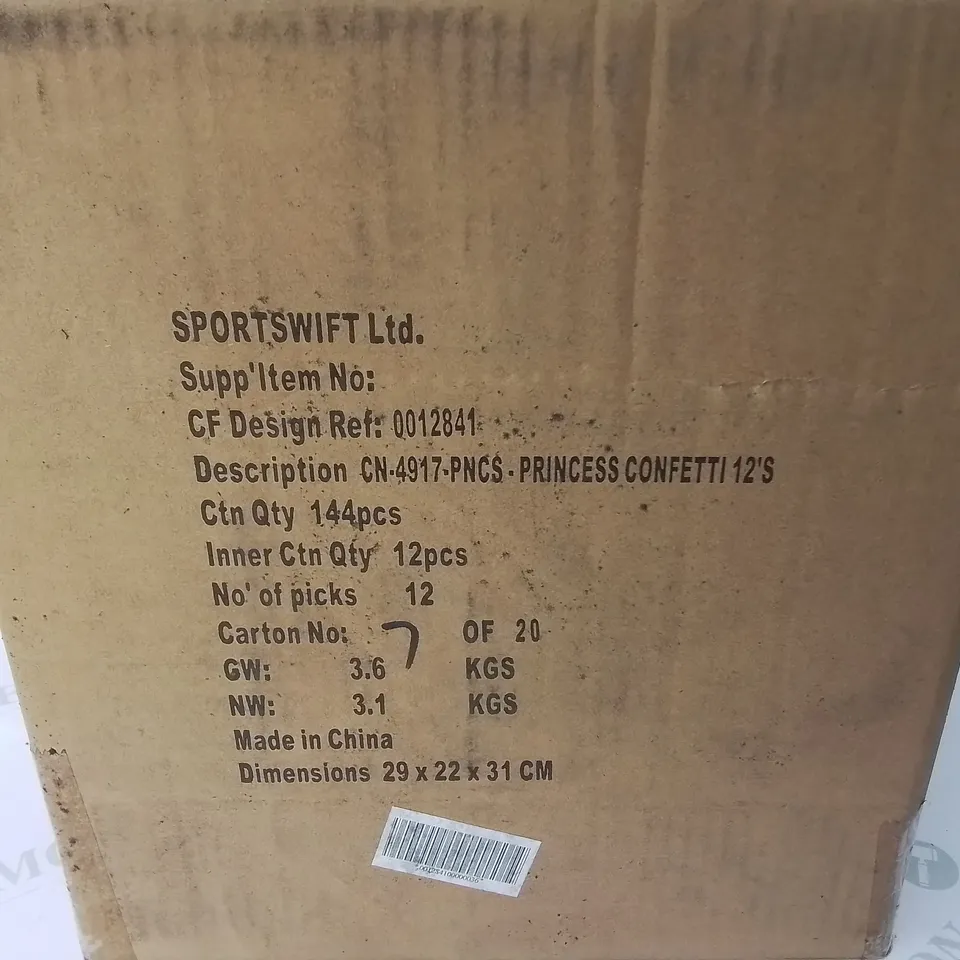 SPORTSWIFT Ltd.
Supp'Item No:
CF Design Ref: 0012841
Description CN-4917-PNCS - PRINCESS CONFETTI 12'S
Ctn Qty 144pcs
Inner Ctn Qty 12pcs
No' of picks 12
Carton No: 7 OF 20
GW: 3.6 KGS
NW: 3.1 KGS
Made in China
Dimensions 29 x 22 x 31 CM